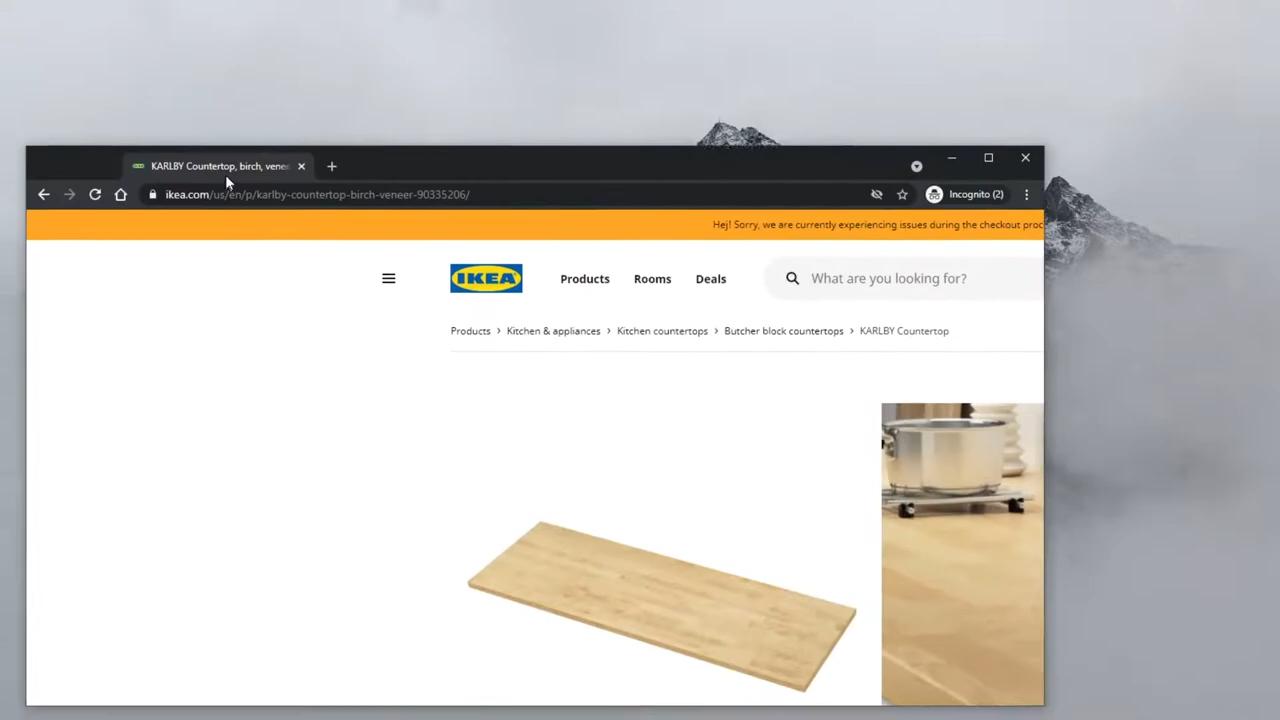 KARLBY Countertop, birch, vene
ikea.com/us/en/p/karlby-countertop-birch-veneer-90335206/
Incognito (2)
Hej! Sorry, we are currently experiencing issues during the checkout proc
IKEA
Products
Rooms
Deals
What are you looking for?
Products > Kitchen & appliances > Kitchen countertops > Butcher block countertops > KARLBY Countertop